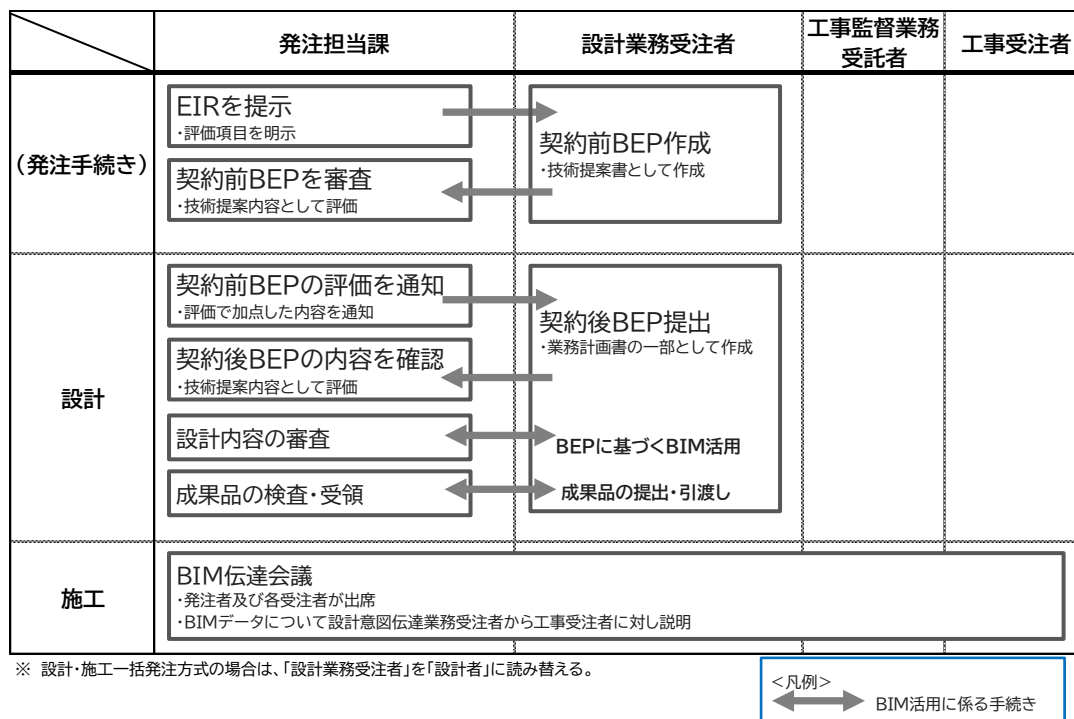 発注担当課
設計業務受注者
工事監督業務
受託者
工事受注者
(発注手続き)
EIRを提示
・評価項目を明示
契約前BEPを審査
・技術提案内容として評価
契約前BEP作成
・技術提案書として作成
設計
契約前BEPの評価を通知
・評価で加点した内容を通知
契約後BEPの内容を確認
・技術提案内容として評価
設計内容の審査
成果品の検査・受領
契約後BEP提出
・業務計画書の一部として作成
BEPに基づくBIM活用
成果品の提出・引渡し
施工
BIM伝達会議
・発注者及び各受注者が出席
・BIMデータについて設計意図伝達業務受注者から工事受注者に対し説明
※ 設計・施工一括発注方式の場合は、「設計業務受注者」を「設計者」に読み替える。
<凡例>
BIM活用に係る手続き